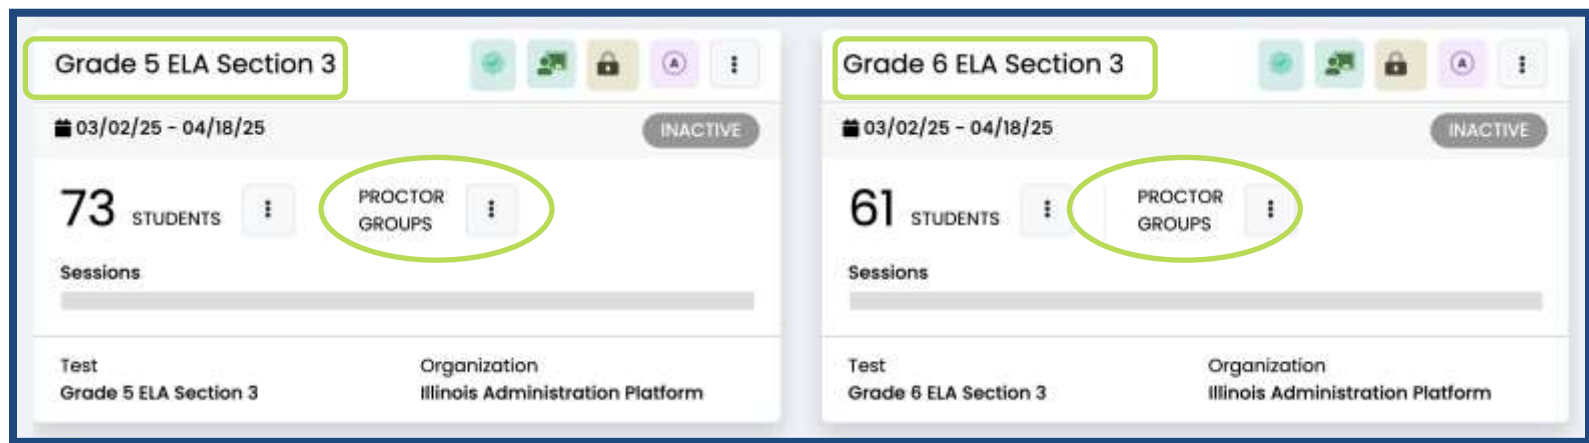 Grade 5 ELA Section 3
A
03/02/25 - 04/18/25
INACTIVE
73 STUDENTS
PROCTOR
GROUPS
Sessions
Test
Grade 5 ELA Section 3
Organization
Illinois Administration Platform
Grade 6 ELA Section 3
A
03/02/25 - 04/18/25
INACTIVE
61 STUDENTS
PROCTOR
GROUPS
Sessions
Test
Grade 6 ELA Section 3
Organization
Illinois Administration Platform